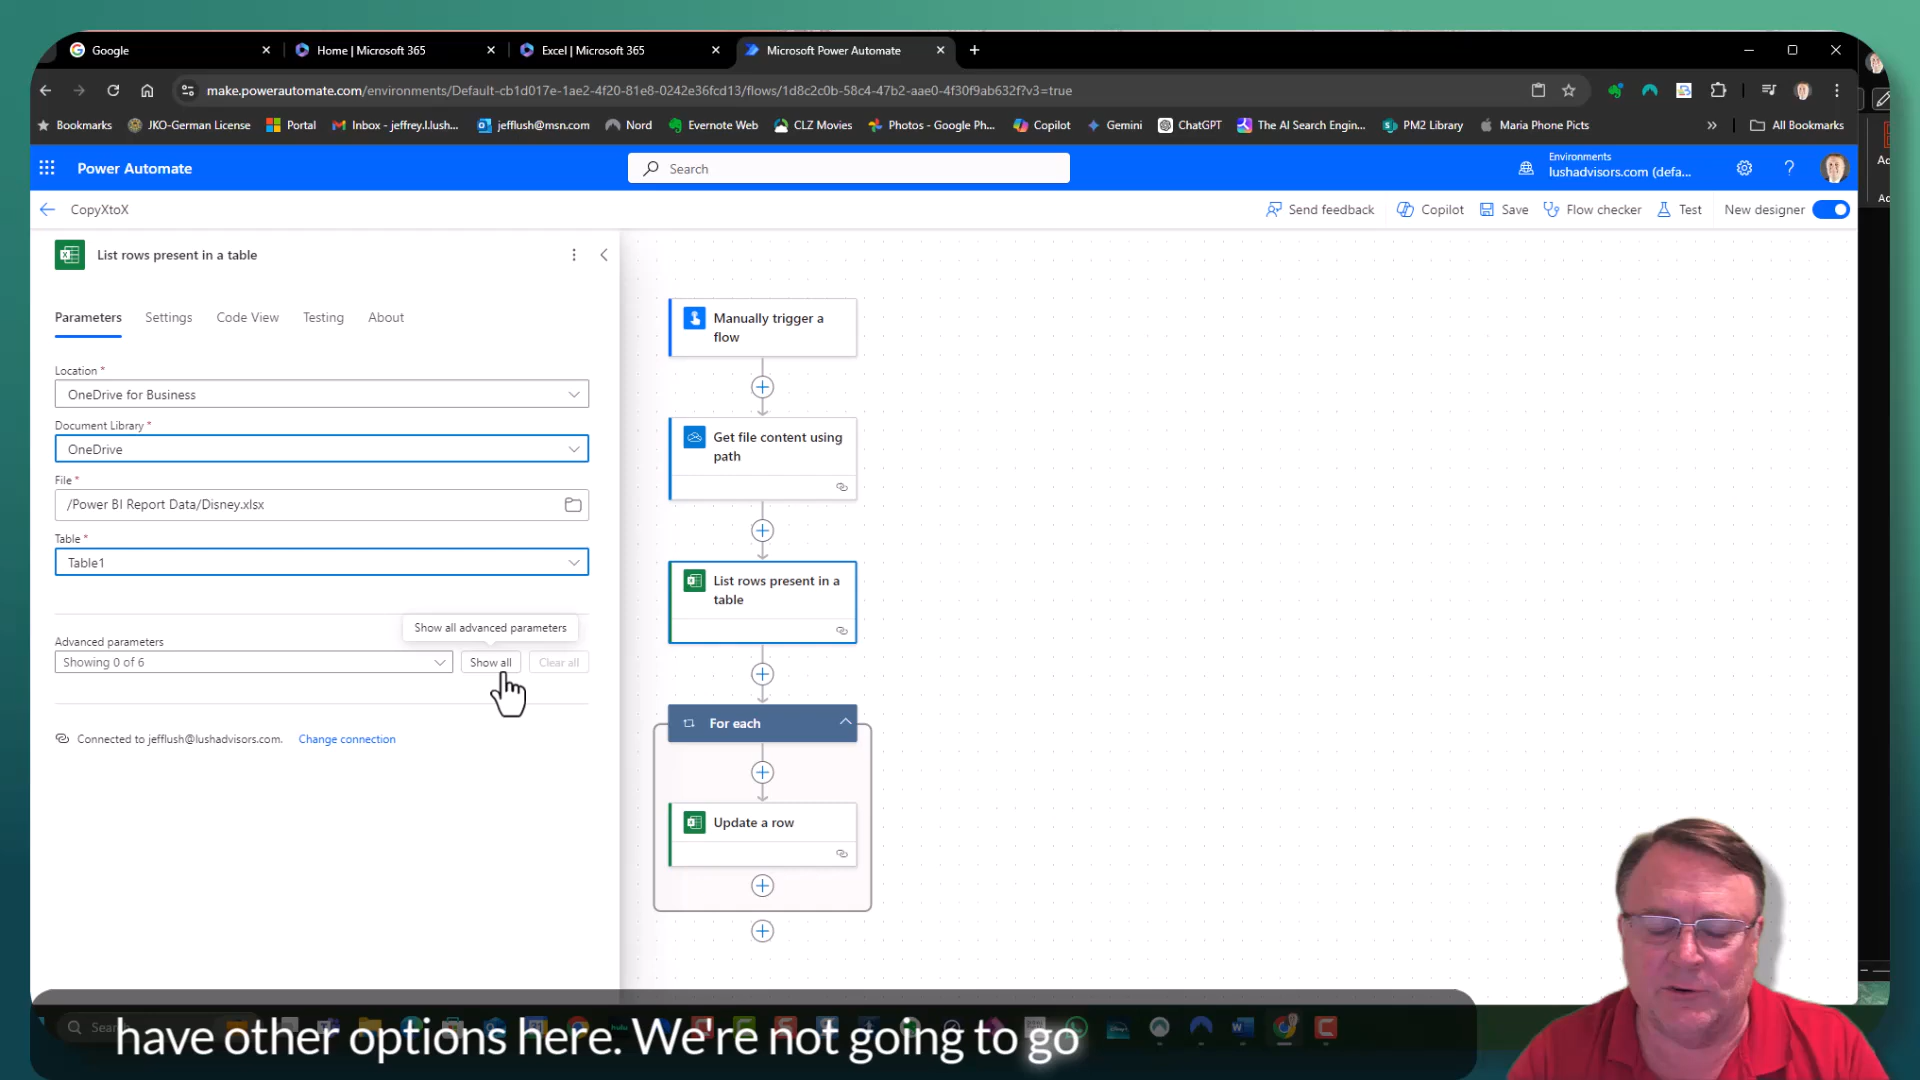 Google
Home | Microsoft 365
Excel | Microsoft 365
Microsoft Power Automate
make.powerautomate.com/environments/Default-cb1d017e-1ae2-4f20-81e8-0242e36fcd13/flows/1d8c2c0b-58c4-47b2-aae0-4f30f9ab632f?v3=true
Bookmarks JKO-German License Portal Inbox - jeffrey.l.lush... jefflush@msn.com Nord Evernote Web CLZ Movies Photos - Google Ph... Copilot Gemini ChatGPT The AI Search Engin... PM2 Library Maria Phone Picts » All Bookmarks
Power Automate
Search
Environments
lushadvisors.com (defa...
CopyXtoX
Send feedback Copilot Save Flow checker Test New designer
List rows present in a table
Parameters Settings Code View Testing About
Location *
OneDrive for Business
Document Library *
OneDrive
File *
/Power BI Report Data/Disney.xlsx
Table *
Table1
Show all advanced parameters
Advanced parameters
Showing 0 of 6
Show all
Clear all
Connected to jefflush@lushadvisors.com. Change connection
Manually trigger a
flow
Get file content using
path
List rows present in a
table
For each
Update a row
have other options here. We're not going to go